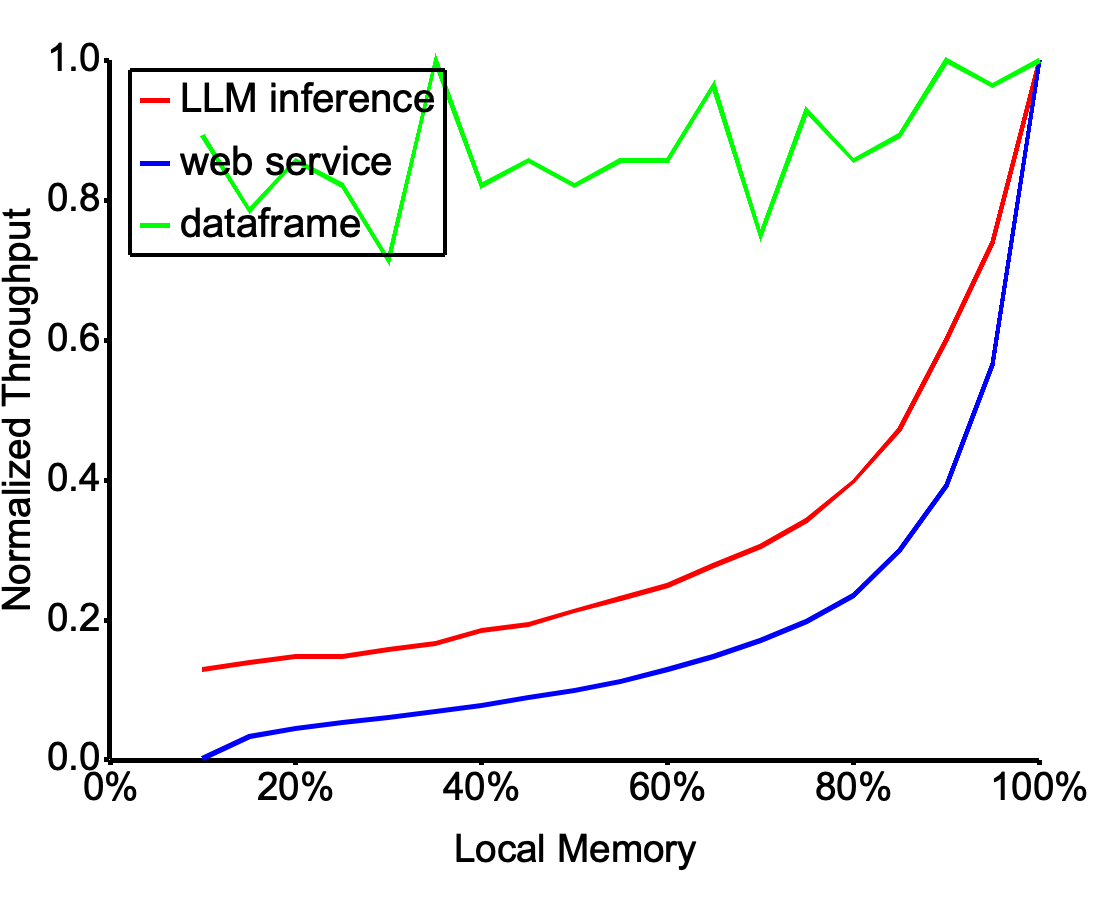 1.0
LLM inference
web service
0.8
dataframe
Normalized Throughput
0.6
0.4
0.2
0.0
0% 20% 40% 60% 80% 100%
Local Memory